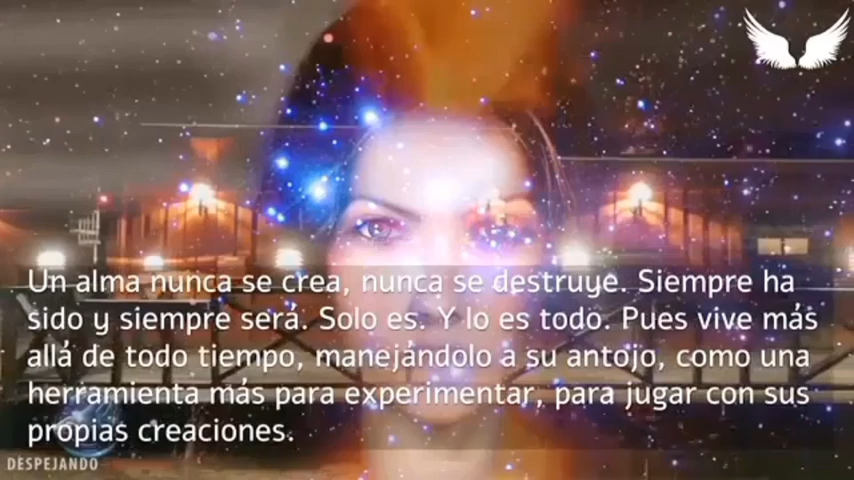 Un alma nunca se crea, nunca se destruye. Siempre ha
sido y siempre será. Solo es. Y lo es todo. Pues vive más
allá de todo tiempo, manejándolo a su antojo, como una
herramienta más para experimentar, para jugar con sus
propias creaciones.
DESPEJANDO